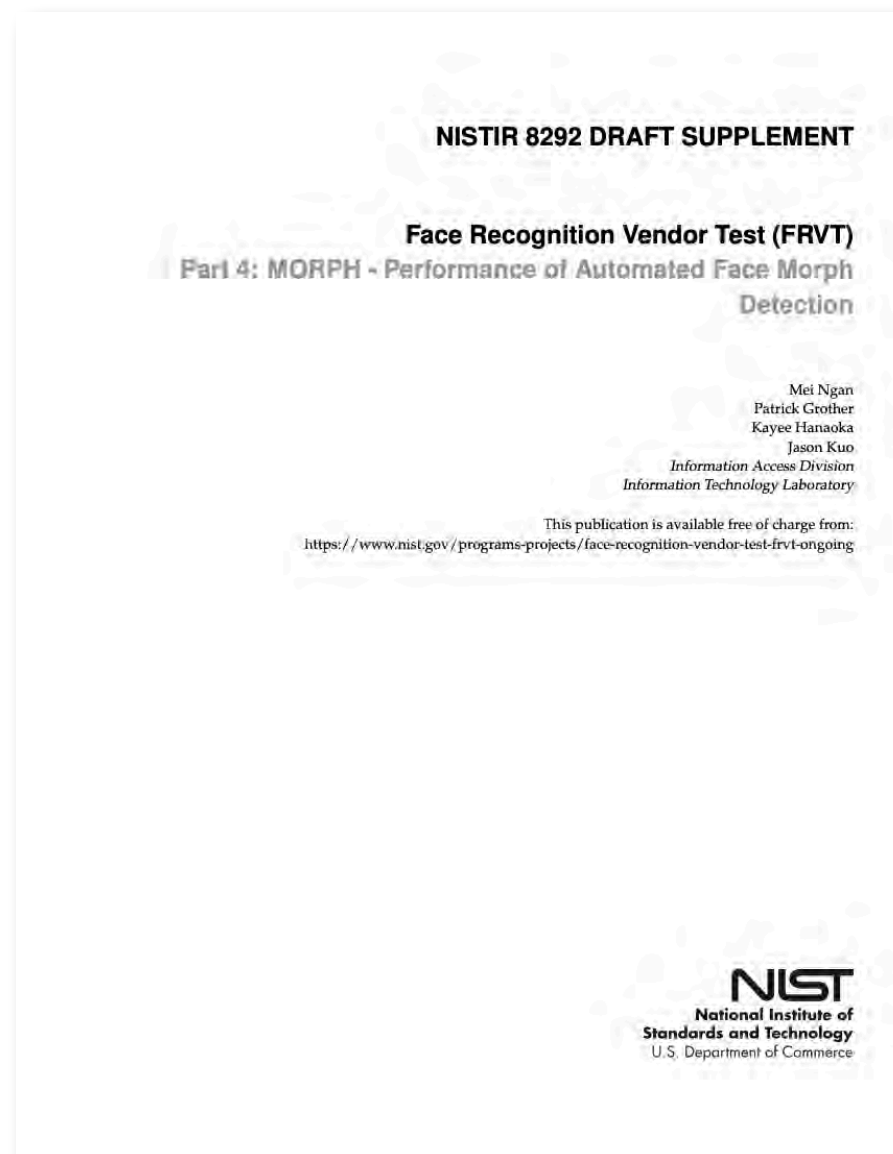 NISTIR 8292 DRAFT SUPPLEMENT
Face Recognition Vendor Test (FRVT)
Part 4: MORPH - Performance of Automated Face Morph
Detection
Mei Ngan
Patrick Grother
Kayee Hanaoka
Jason Kuo
Information Access Division
Information Technology Laboratory
This publication is available free of charge from:
https://www.nist.gov/programs-projects/face-recognition-vendor-test-frvt-ongoing
NIST
National Institute of
Standards and Technology
U.S. Department of Commerce